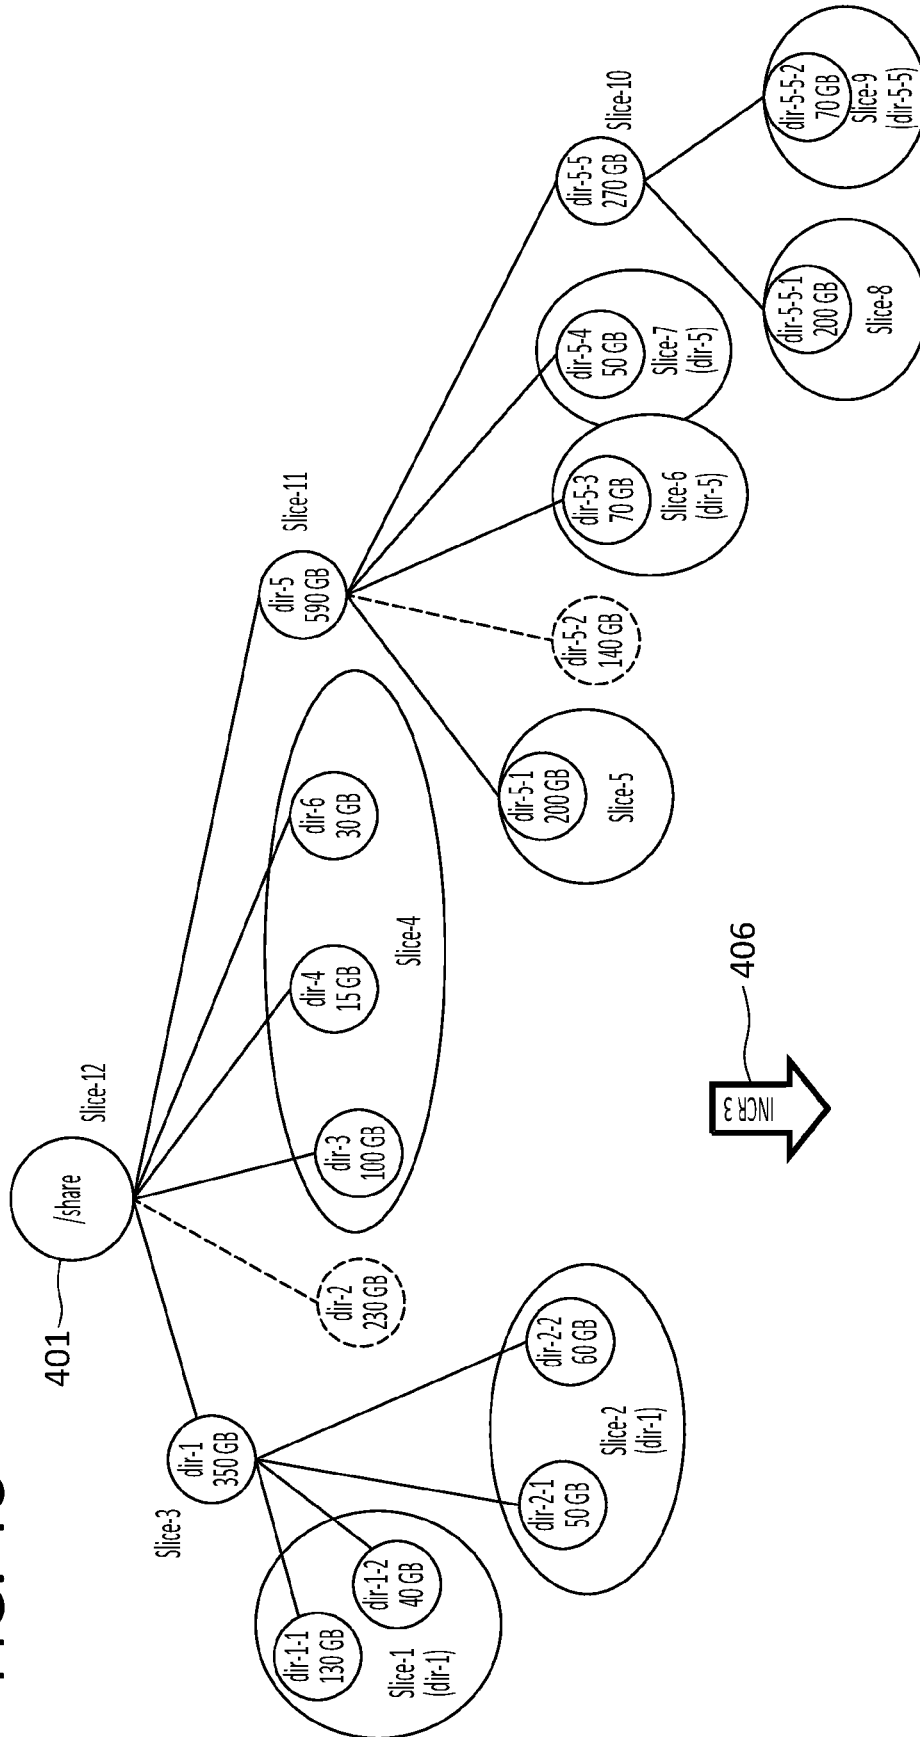 401
/share
Slice-12
Slice-3
dir-1
350 GB
dir-2
230 GB
dir-3
100 GB
dir-4
15 GB
dir-6
30 GB
Slice-4
dir-5
590 GB
Slice-11
dir-1-1
130 GB
dir-1-2
40 GB
Slice-1
(dir-1)
dir-2-1
50 GB
dir-2-2
60 GB
Slice-2
(dir-1)
dir-5-1
200 GB
Slice-5
dir-5-2
140 GB
dir-5-3
70 GB
Slice-6
(dir-5)
dir-5-4
50 GB
Slice-7
(dir-5)
dir-5-5
270 GB
Slice-10
dir-5-5-1
200 GB
Slice-8
dir-5-5-2
70 GB
Slice-9
(dir-5-5)
INCR 3
406